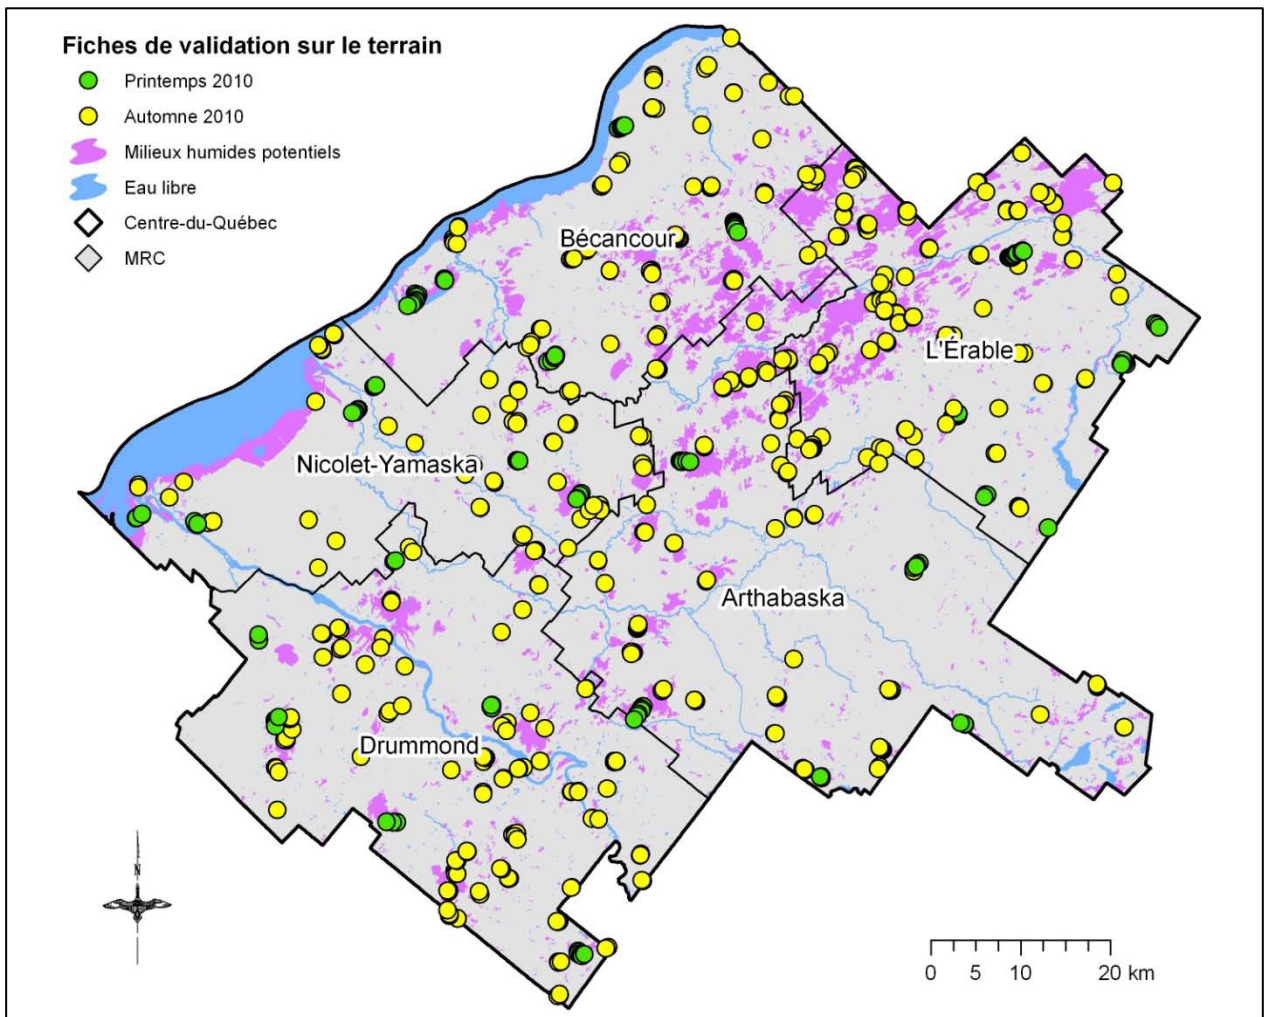 Fiches de validation sur le terrain
Printemps 2010
Automne 2010
Milieux humides potentiels
Eau libre
Centre-du-Québec
MRC
Bécancour
L'Érable
Nicolet-Yamaska
Arthabaska
Drummond
N
0 5 10 20 km